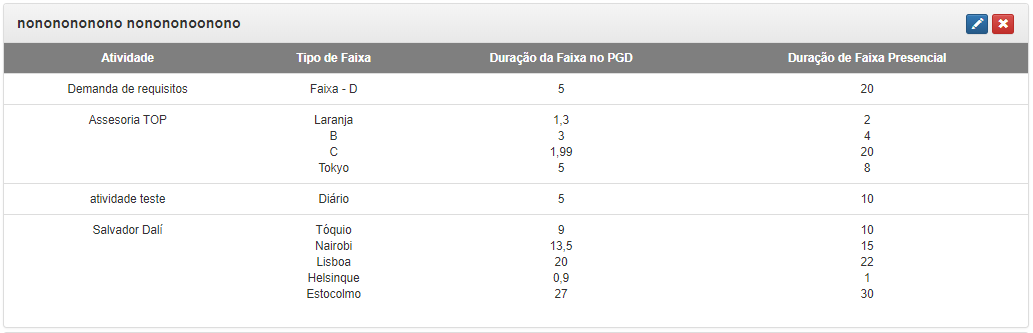 nonononono​no nonononoonono
Atividade Tipo de Faixa Duração da Faixa no PGD Duração de Faixa Presencial
Demanda de requisitos Faixa - D 5 20
Assesoria TOP Laranja 1,3 2
B 3 4
C 1,99 20
Tokyo 5 8
atividade teste Diário 5 10
Salvador Dalí Tóquio 9 10
Nairobi 13,5 15
Lisboa 20 22
Helsinque 0,9 1
Estocolmo 27 30